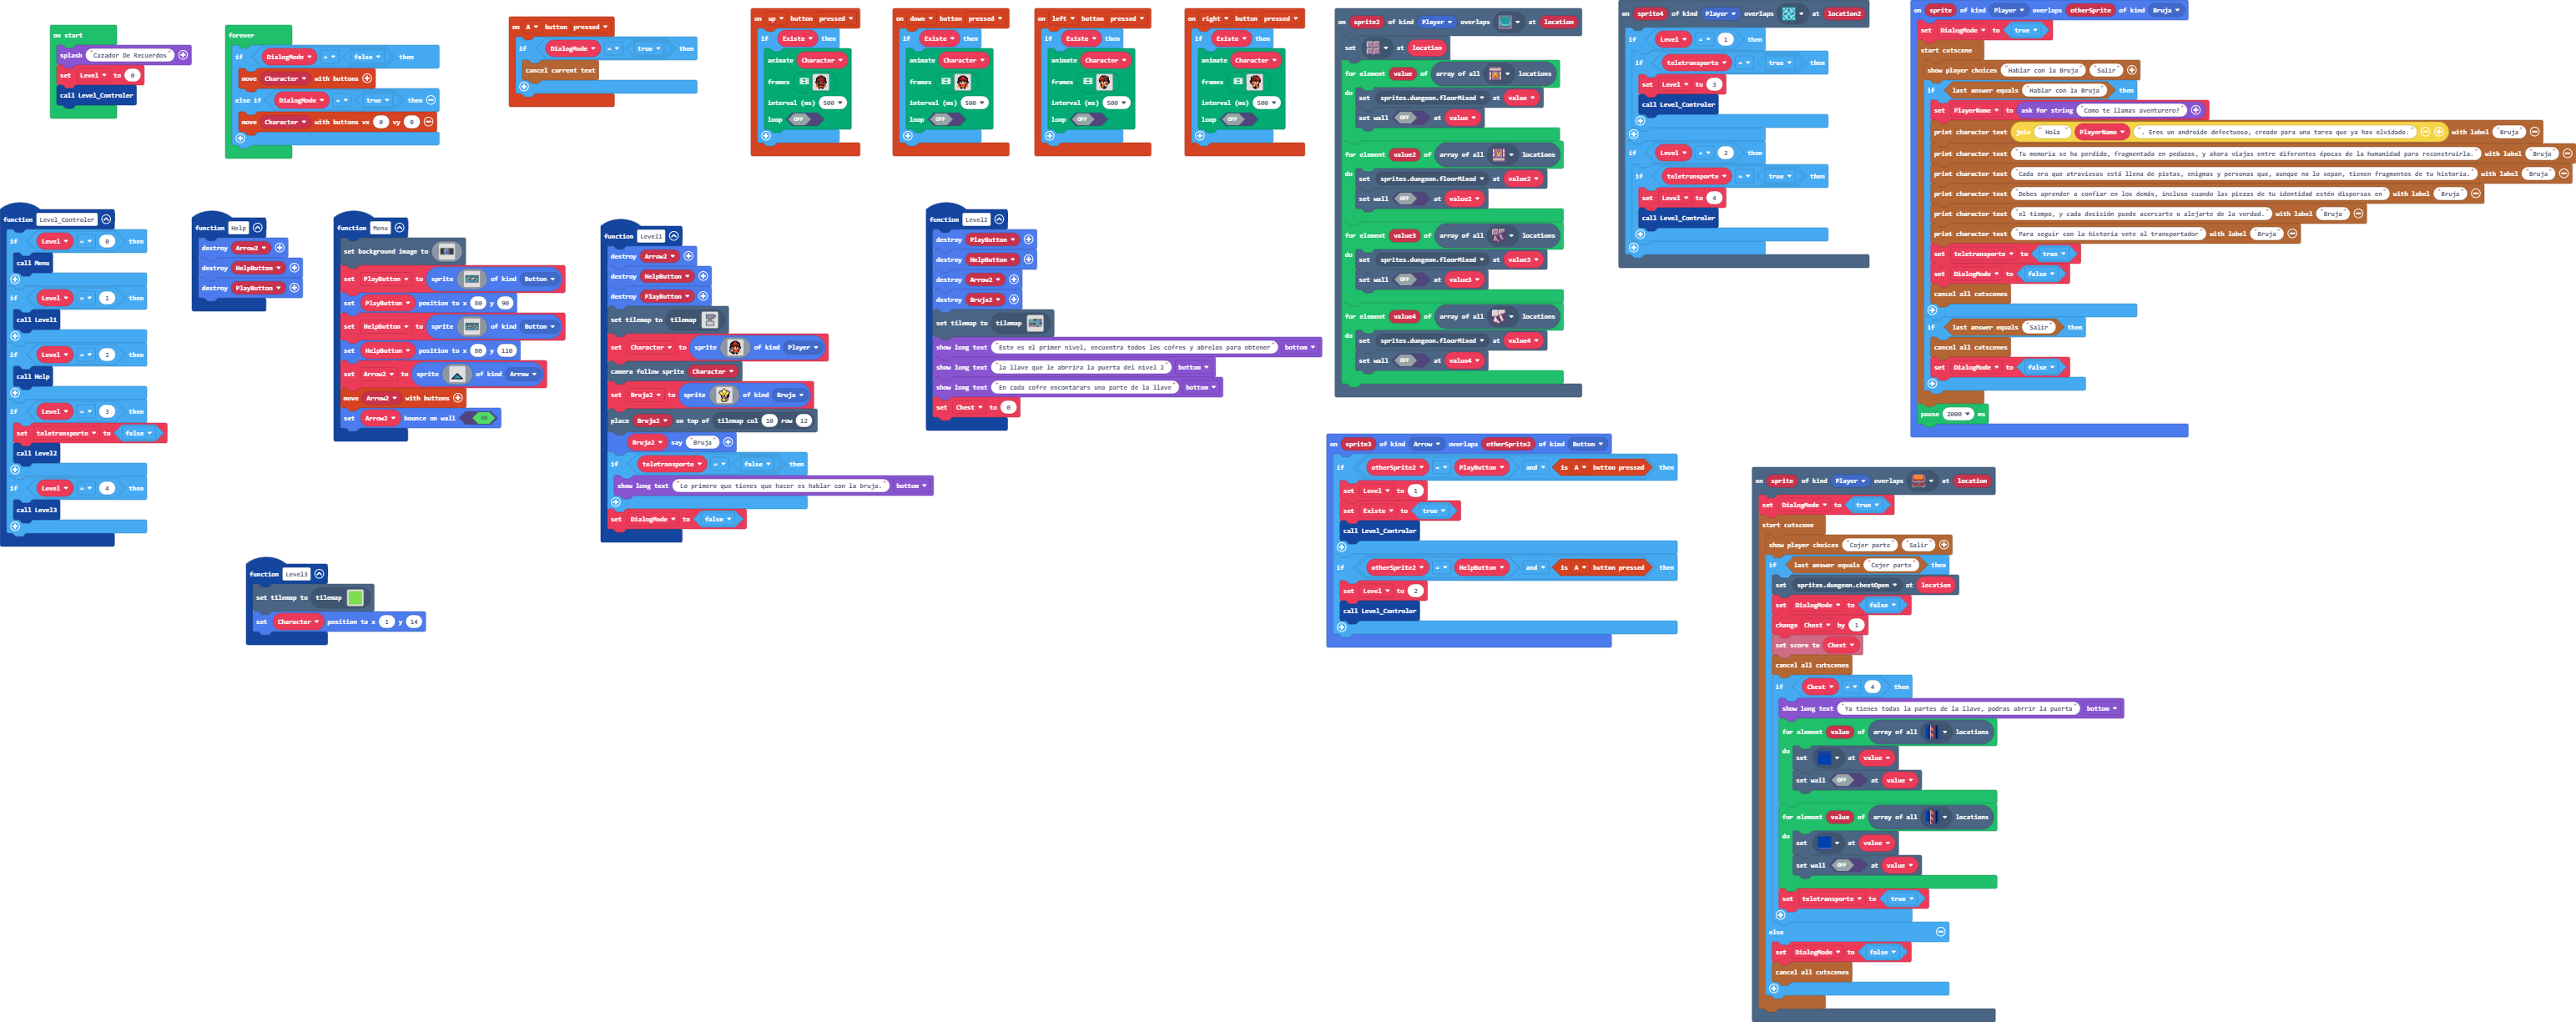 on start
splash "Cazador De Recuerdos"
set Level to 0
call Level_Controler
forever
if DialogMode = false then
move Character with buttons
else if DialogMode = true then
move Character with buttons vx 0 vy 0
on A button pressed
if DialogMode = true then
cancel current text
on up button pressed
if Existe then
animate Character
frames
interval (ms) 500
loop OFF
on down button pressed
if Existe then
animate Character
frames
interval (ms) 500
loop OFF
on left button pressed
if Existe then
animate Character
frames
interval (ms) 500
loop OFF
on right button pressed
if Existe then
animate Character
frames
interval (ms) 500
loop OFF
on sprite2 of kind Player overlaps at location
set at location
for element value of array of all locations
do set sprites.dungeon.floorMixed at value
set wall OFF at value
for element value2 of array of all locations
do set sprites.dungeon.floorMixed at value2
set wall OFF at value2
for element value3 of array of all locations
do set sprites.dungeon.floorMixed at value3
set wall OFF at value3
for element value4 of array of all locations
do set sprites.dungeon.floorMixed at value4
set wall OFF at value4
on sprite4 of kind Player overlaps at location2
if Level = 1 then
if teletransporte = true then
set Level to 3
call Level_Controler
if Level = 3 then
if teletransporte = true then
set Level to 4
call Level_Controler
on sprite of kind Player overlaps otherSprite of kind Bruja
set DialogMode to true
start cutscene
show player choices "Hablar con la Bruja" "Salir"
if last answer equals "Hablar con la Bruja" then
set PlayerName to ask for string "Como te llamas aventurero?"
print character text join "Hola " PlayerName ". Eres un androide defectuoso, creado para una tarea que ya has olvidado." with label "Bruja"
print character text "Tu memoria se ha perdido, fragmentada en pedazos, y ahora viajas entre diferentes épocas de la humanidad para reconstruirla." with label "Bruja"
print character text "Cada era que atraviesas está llena de pistas, enigmas y personas que, aunque no lo sepan, tienen fragmentos de tu historia." with label "Bruja"
print character text "Debes aprender a confiar en los demás, incluso cuando las piezas de tu identidad estén dispersas en" with label "Bruja"
print character text "el tiempo, y cada decisión puede acercarte o alejarte de la verdad." with label "Bruja"
print character text "Para seguir con la historia vete al transportador" with label "Bruja"
set teletransporte to true
set DialogMode to false
cancel all cutscenes
if last answer equals "Salir" then
cancel all cutscenes
set DialogMode to false
pause 2000 ms
function Level_Controler
if Level = 0 then
call Menu
if Level = 1 then
call Level1
if Level = 2 then
call Help
if Level = 3 then
set teletransporte to false
call Level2
if Level = 4 then
call Level3
function Help
destroy Arrow2
destroy HelpButton
destroy PlayButton
function Menu
set background image to
set PlayButton to sprite of kind Button
set PlayButton position to x 80 y 90
set HelpButton to sprite of kind Button
set HelpButton position to x 80 y 110
set Arrow2 to sprite of kind Arrow
move Arrow2 with buttons
set Arrow2 bounce on wall ON
function Level1
destroy Arrow2
destroy HelpButton
destroy PlayButton
set tilemap to tilemap
set Character to sprite of kind Player
camera follow sprite Character
set Bruja2 to sprite of kind Bruja
place Bruja2 on top of tilemap col 10 row 12
Bruja2 say "Bruja"
if teletransporte = false then
show long text "Lo primero que tienes que hacer es hablar con la bruja." bottom
set DialogMode to false
function Level2
destroy PlayButton
destroy HelpButton
destroy Arrow2
destroy Bruja2
set tilemap to tilemap
show long text "Este es el primer nivel, encuentra todos los cofres y abrelos para obtener" bottom
show long text "la llave que le abririra la puerta del nivel 2" bottom
show long text "En cada cofre encontarars una parte de la llave" bottom
set Chest to 0
function Level3
set tilemap to tilemap
set Character position to x 1 y 14
on sprite3 of kind Arrow overlaps otherSprite2 of kind Button
if otherSprite2 = PlayButton and is A button pressed then
set Level to 1
set Existe to true
call Level_Controler
if otherSprite2 = HelpButton and is A button pressed then
set Level to 2
call Level_Controler
on sprite of kind Player overlaps at location
set DialogMode to true
start cutscene
show player choices "Cojer parte" "Salir"
if last answer equals "Cojer parte" then
set sprites.dungeon.chestOpen at location
set DialogMode to false
change Chest by 1
set score to Chest
cancel all cutscenes
if Chest = 4 then
show long text "Ya tienes todas la partes de la llave, podras abrrir la puerta" bottom
for element value of array of all locations
do set at value
set wall OFF at value
for element value of array of all locations
do set at value
set wall OFF at value
set teletransporte to true
else
set DialogMode to false
cancel all cutscenes